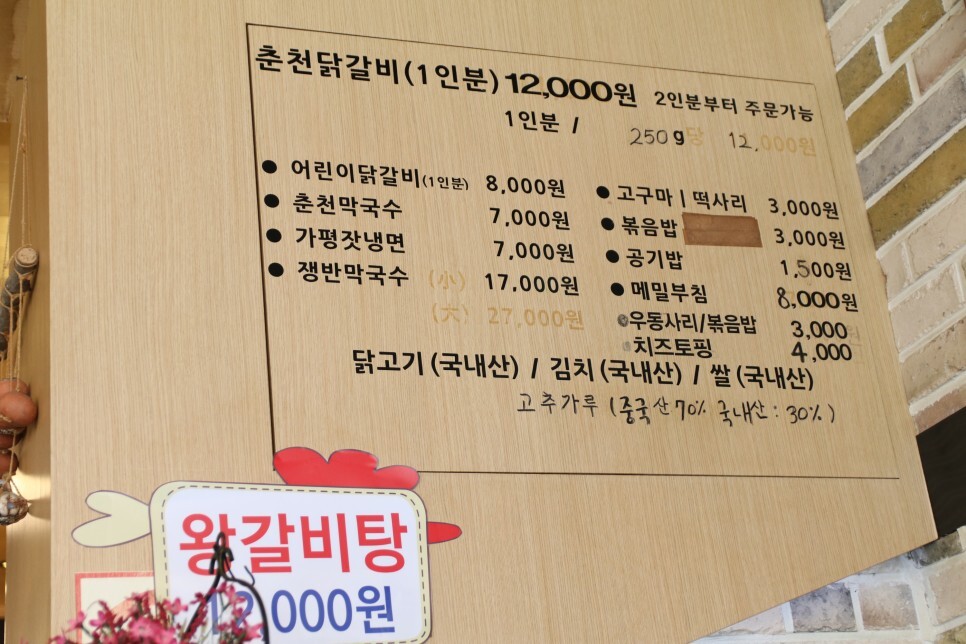 춘천닭갈비(1인분) 12,000원 2인분부터 주문가능
1인분 / 250g당 12,000원
● 어린이닭갈비(1인분) 8,000원
● 춘천막국수 7,000원
● 가평잣냉면 7,000원
● 쟁반막국수 (小) 17,000원
(大) 27,000원
● 고구마 | 떡사리 3,000원
● 볶음밥 3,000원
● 공기밥 1,500원
● 메밀부침 8,000원
● 우동사리/볶음밥 3,000
치즈토핑 4,000
닭고기(국내산) / 김치(국내산) / 쌀(국내산)
고추가루 (중국산70% 국내산:30%)
왕갈비탕
12,000원